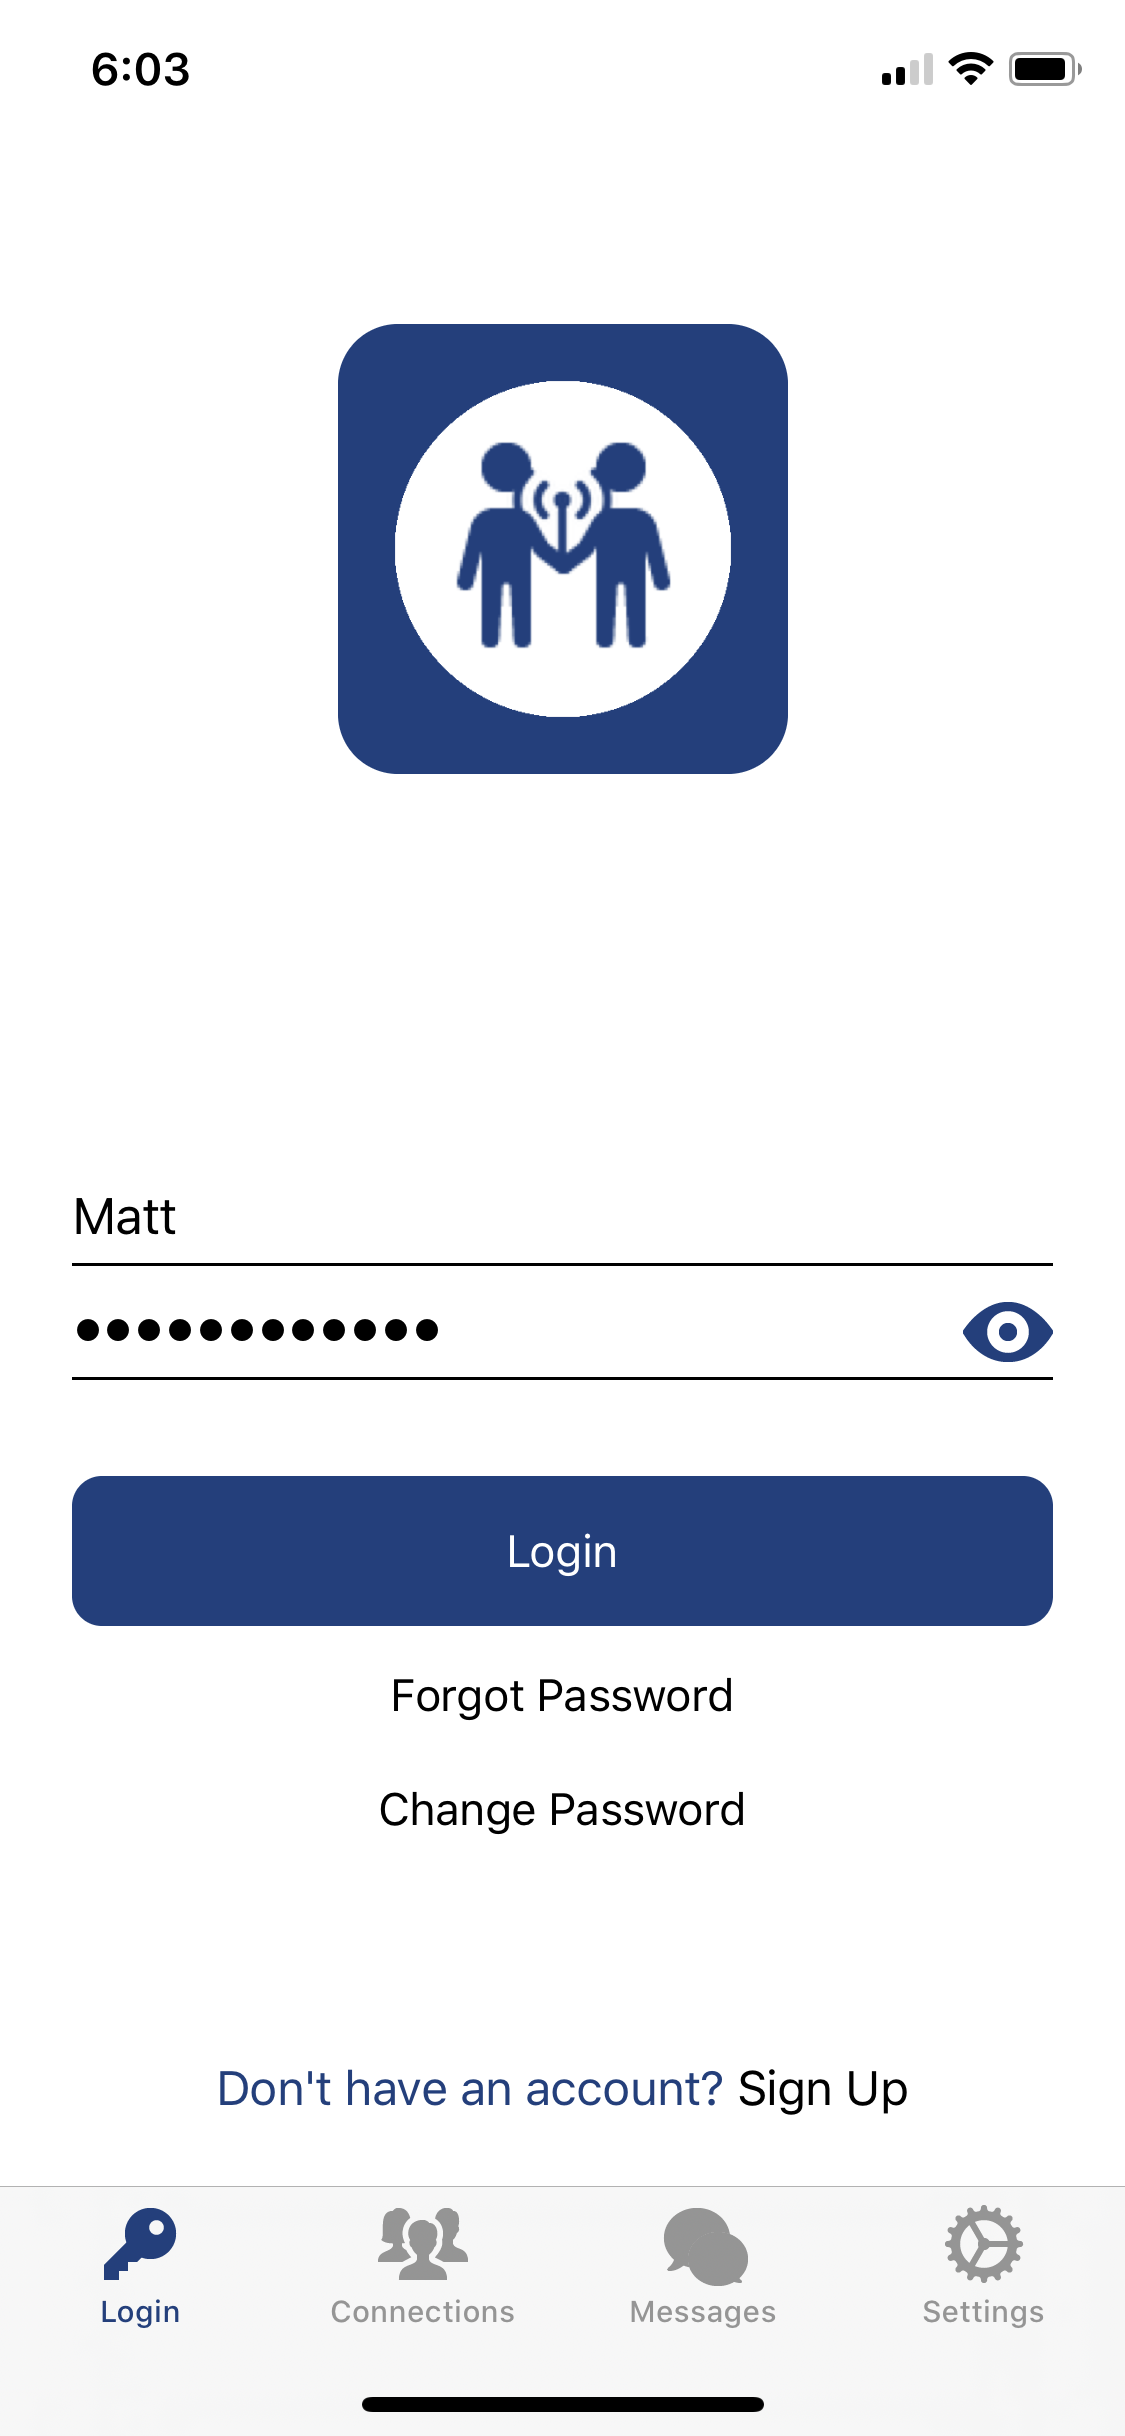 6:03
Matt
●●●●●●●●●●●●
Login
Forgot Password
Change Password
Don't have an account? Sign Up
Login Connections Messages Settings